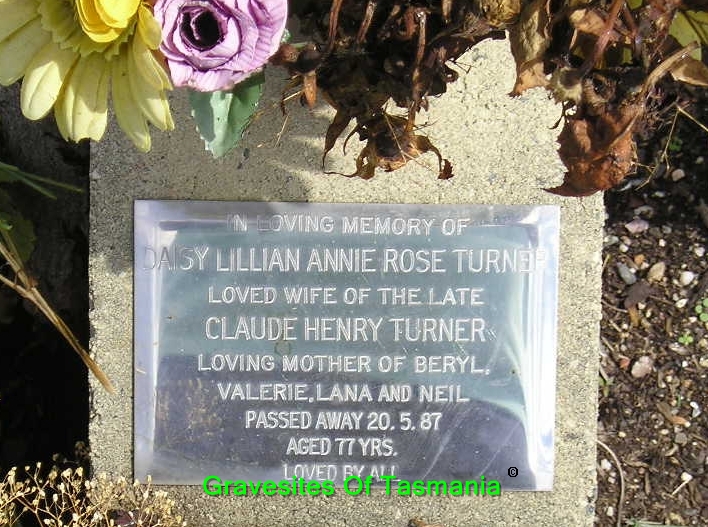 IN LOVING MEMORY OF
DAISY LILLIAN ANNIE ROSE TURNER
LOVED WIFE OF THE LATE
CLAUDE HENRY TURNER
LOVING MOTHER OF BERYL,
VALERIE, LANA AND NEIL
PASSED AWAY 20. 5. 87
AGED 77 YRS.
LOVED BY ALL
Gravesites Of Tasmania ©